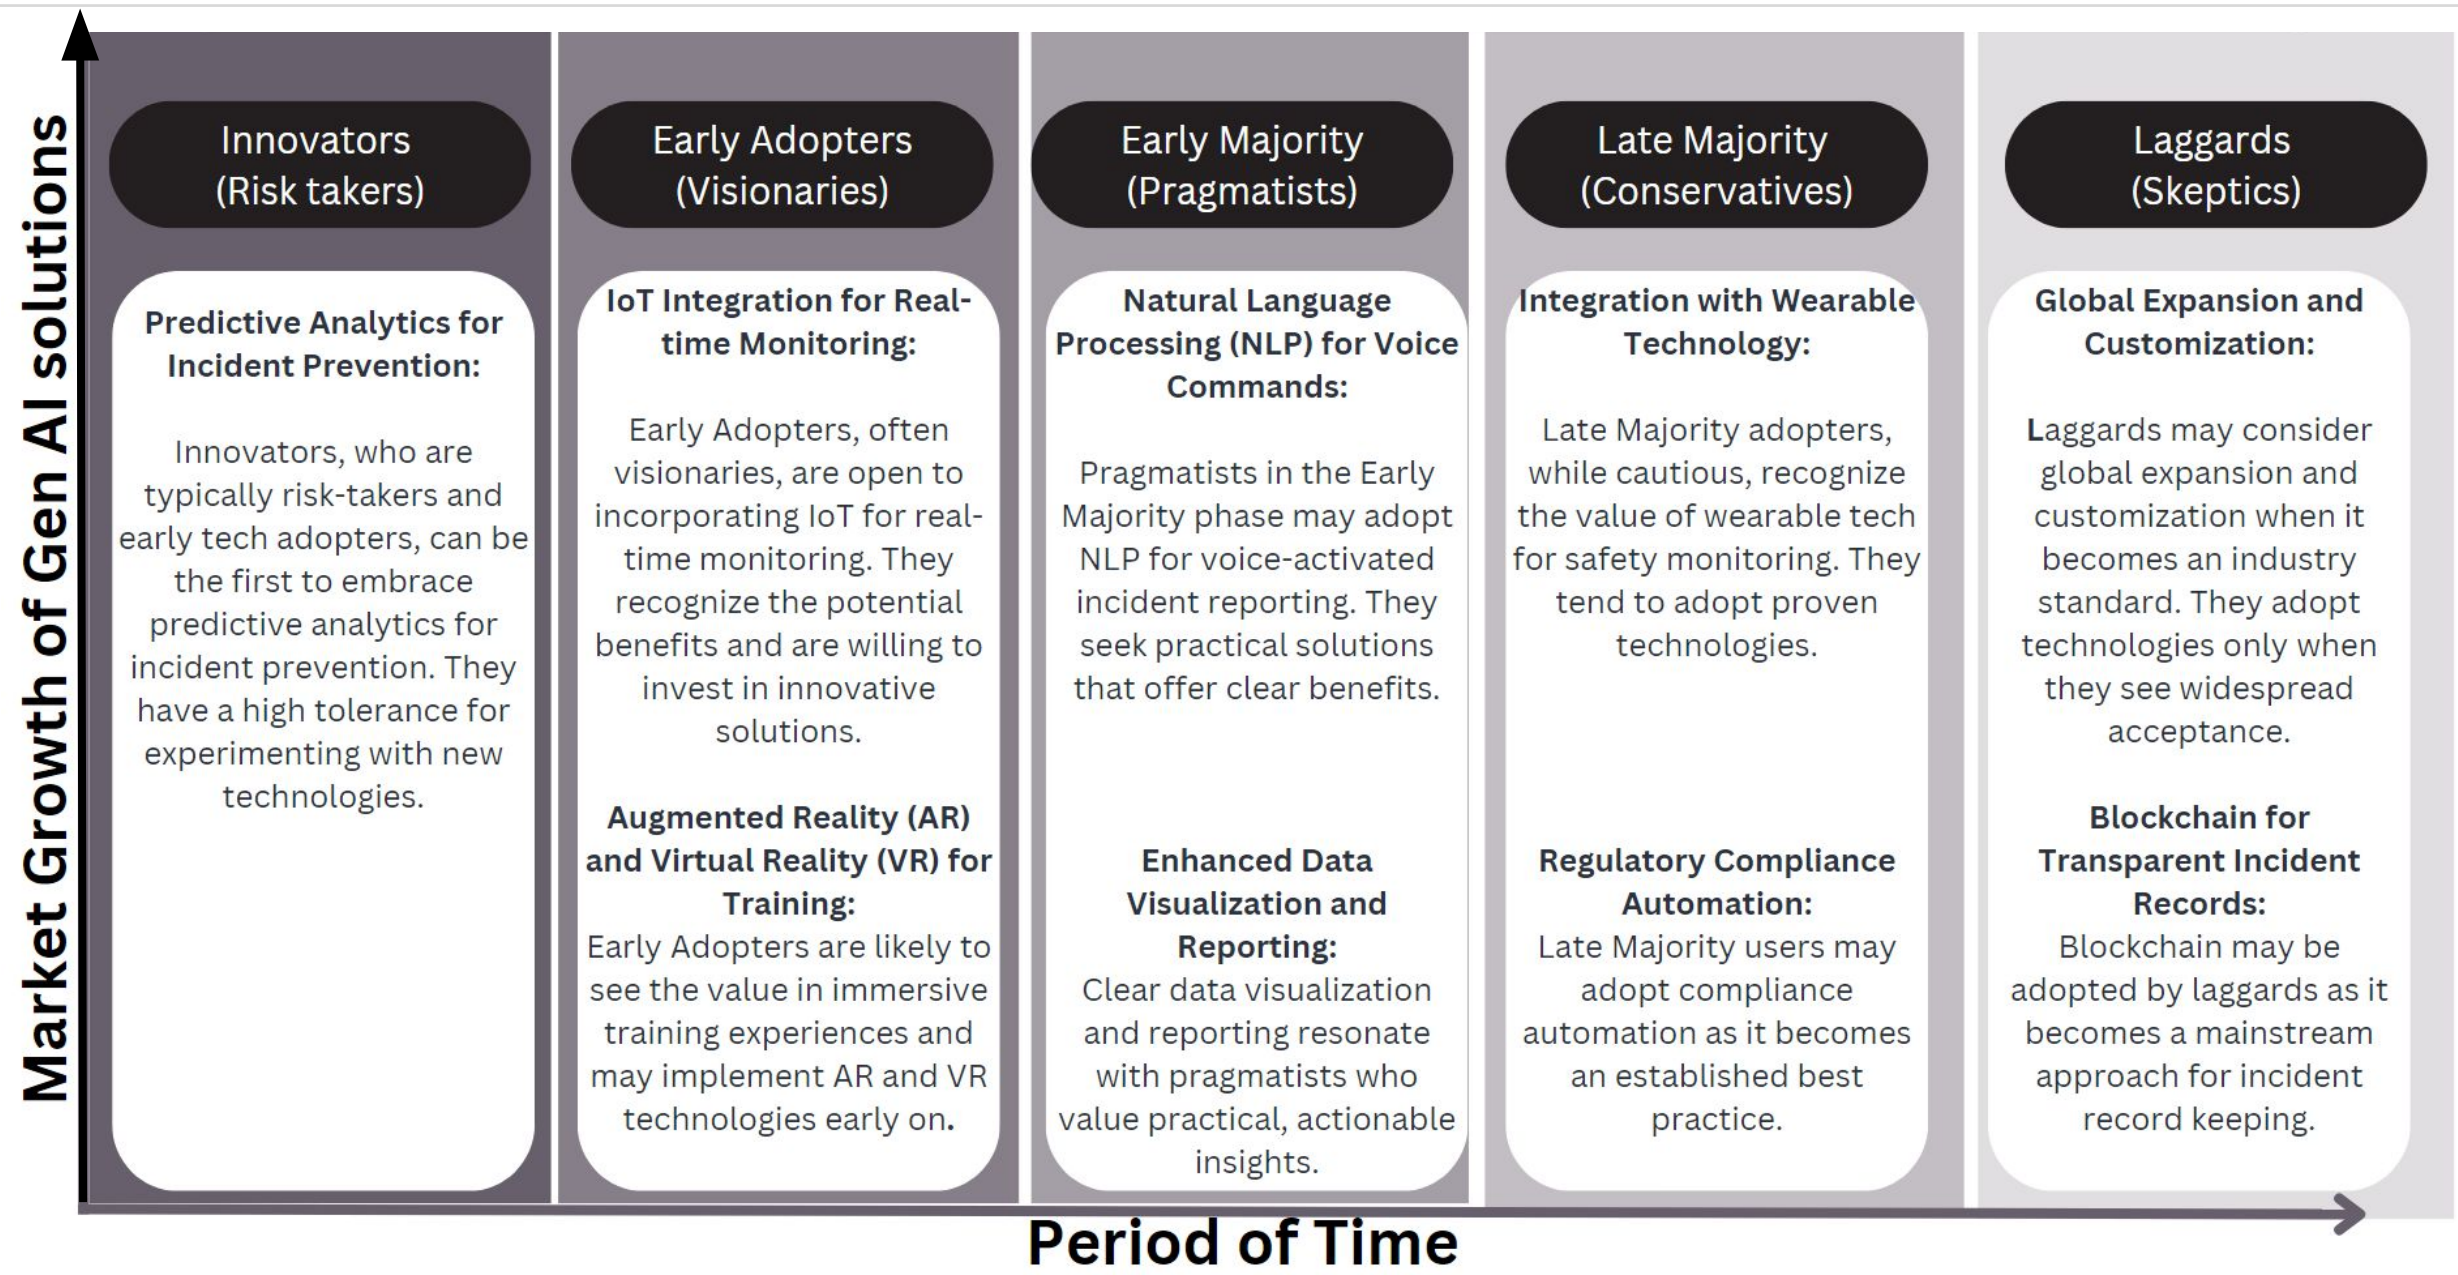 Market Growth of Gen AI solutions
Innovators
(Risk takers)
Predictive Analytics for
Incident Prevention:
Innovators, who are
typically risk-takers and
early tech adopters, can be
the first to embrace
predictive analytics for
incident prevention. They
have a high tolerance for
experimenting with new
technologies.
Early Adopters
(Visionaries)
IoT Integration for Real-
time Monitoring:
Early Adopters, often
visionaries, are open to
incorporating IoT for real-
time monitoring. They
recognize the potential
benefits and are willing to
invest in innovative
solutions.
Augmented Reality (AR)
and Virtual Reality (VR) for
Training:
Early Adopters are likely to
see the value in immersive
training experiences and
may implement AR and VR
technologies early on.
Early Majority
(Pragmatists)
Natural Language
Processing (NLP) for Voice
Commands:
Pragmatists in the Early
Majority phase may adopt
NLP for voice-activated
incident reporting. They
seek practical solutions
that offer clear benefits.
Enhanced Data
Visualization and
Reporting:
Clear data visualization
and reporting resonate
with pragmatists who
value practical, actionable
insights.
Late Majority
(Conservatives)
Integration with Wearable
Technology:
Late Majority adopters,
while cautious, recognize
the value of wearable tech
for safety monitoring. They
tend to adopt proven
technologies.
Regulatory Compliance
Automation:
Late Majority users may
adopt compliance
automation as it becomes
an established best
practice.
Laggards
(Skeptics)
Global Expansion and
Customization:
Laggards may consider
global expansion and
customization when it
becomes an industry
standard. They adopt
technologies only when
they see widespread
acceptance.
Blockchain for
Transparent Incident
Records:
Blockchain may be
adopted by laggards as it
becomes a mainstream
approach for incident
record keeping.
Period of Time